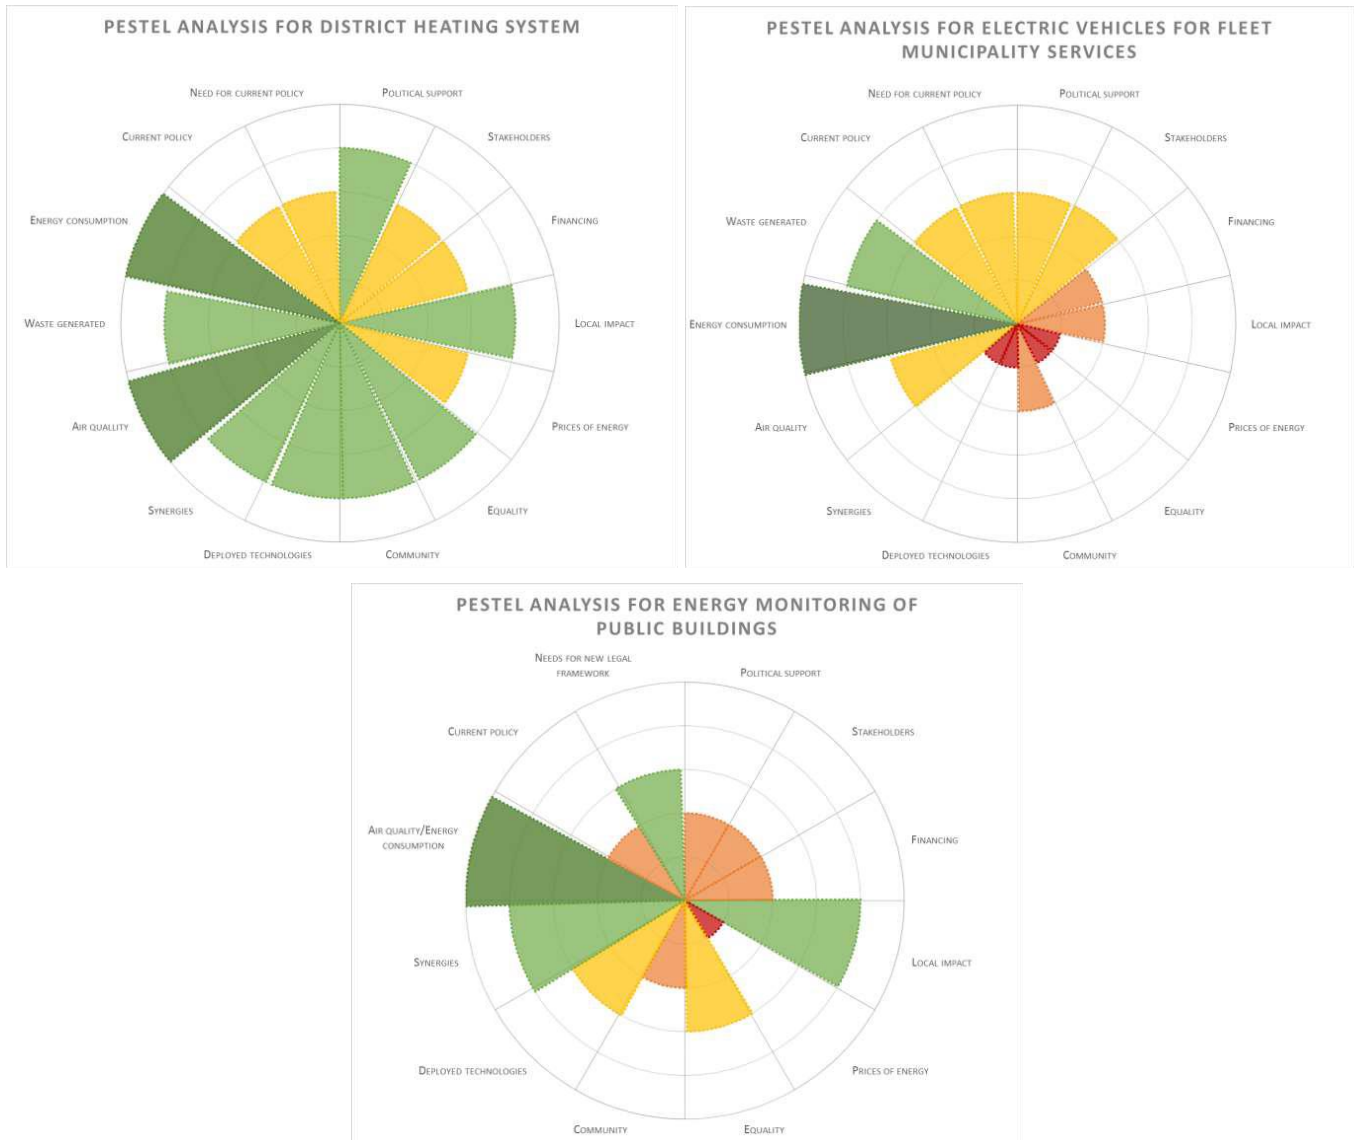 PESTEL ANALYSIS FOR DISTRICT HEATING SYSTEM
NEED FOR CURRENT POLICY
POLITICAL SUPPORT
CURRENT POLICY
STAKEHOLDERS
ENERGY CONSUMPTION
FINANCING
WASTE GENERATED
LOCAL IMPACT
AIR QUALLITY
PRICES OF ENERGY
SYNERGIES
EQUALITY
DEPLOYED TECHNOLOGIES
COMMUNITY
PESTEL ANALYSIS FOR ELECTRIC VEHICLES FOR FLEET
MUNICIPALITY SERVICES
NEED FOR CURRENT POLICY
POLITICAL SUPPORT
CURRENT POLICY
STAKEHOLDERS
WASTE GENERATED
FINANCING
ENERGY CONSUMPTION
LOCAL IMPACT
AIR QUALITY
PRICES OF ENERGY
SYNERGIES
EQUALITY
DEPLOYED TECHNOLOGIES
COMMUNITY
PESTEL ANALYSIS FOR ENERGY MONITORING OF
PUBLIC BUILDINGS
NEEDS FOR NEW LEGAL
FRAMEWORK
POLITICAL SUPPORT
CURRENT POLICY
STAKEHOLDERS
AIR QUALITY/ENERGY
CONSUMPTION
FINANCING
SYNERGIES
LOCAL IMPACT
DEPLOYED TECHNOLOGIES
PRICES OF ENERGY
COMMUNITY
EQUALITY